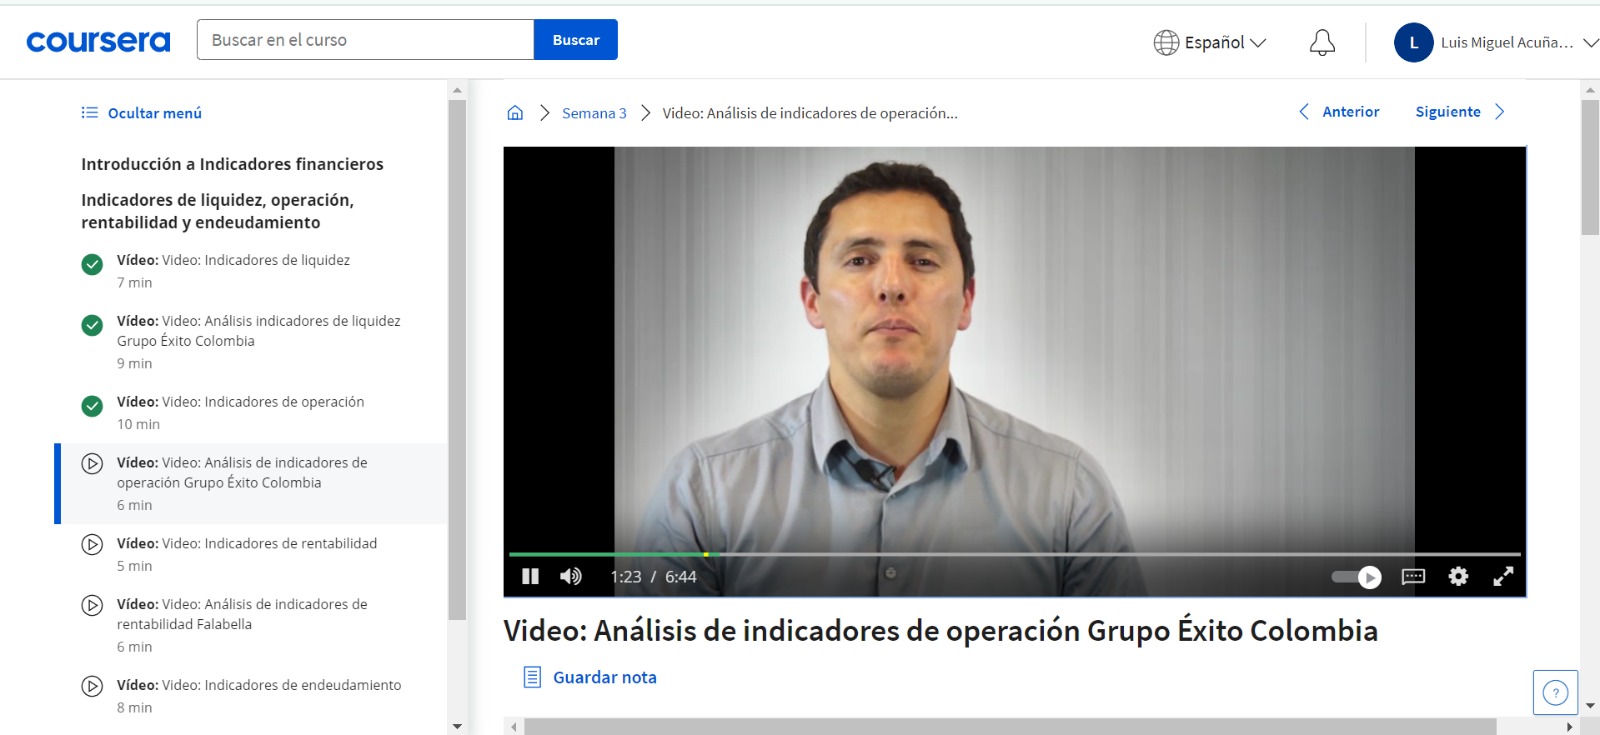 coursera
Buscar en el curso
Buscar
Español
L
Luis Miguel Acuña...
Ocultar menú
Introducción a Indicadores financieros
Indicadores de liquidez, operación,
rentabilidad y endeudamiento
Vídeo: Video: Indicadores de liquidez
7 min
Vídeo: Video: Análisis indicadores de liquidez
Grupo Éxito Colombia
9 min
Vídeo: Video: Indicadores de operación
10 min
Vídeo: Video: Análisis de indicadores de
operación Grupo Éxito Colombia
6 min
Vídeo: Video: Indicadores de rentabilidad
5 min
Vídeo: Video: Análisis de indicadores de
rentabilidad Falabella
6 min
Vídeo: Video: Indicadores de endeudamiento
8 min
Semana 3
Video: Análisis de indicadores de operación...
Anterior
Siguiente
1:23 / 6:44
Video: Análisis de indicadores de operación Grupo Éxito Colombia
Guardar nota
?